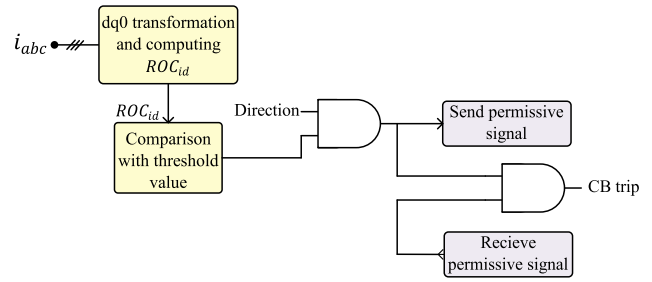 dq0 transformation
and computing
ROC_id
i_abc
ROC_id
Comparison
with threshold
value
Direction
Send permissive
signal
CB trip
Recieve
permissive signal